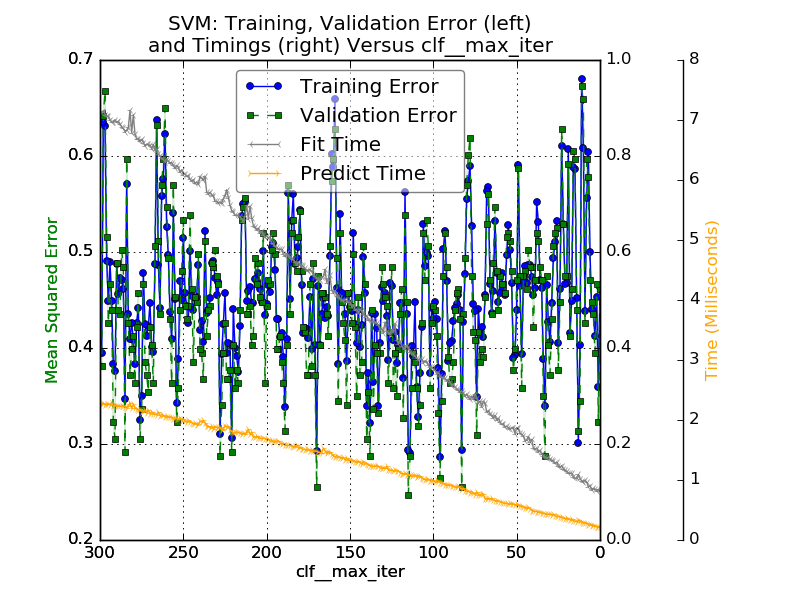 SVM: Training, Validation Error (left)
and Timings (right) Versus clf__max_iter
Training Error
Validation Error
Fit Time
Predict Time
Mean Squared Error
0.7
0.6
0.5
0.4
0.3
0.2
1.0
0.8
0.6
0.4
0.2
0.0
8
7
6
5
4
3
2
1
0
Time (Milliseconds)
300 250 200 150 100 50 0
clf__max_iter